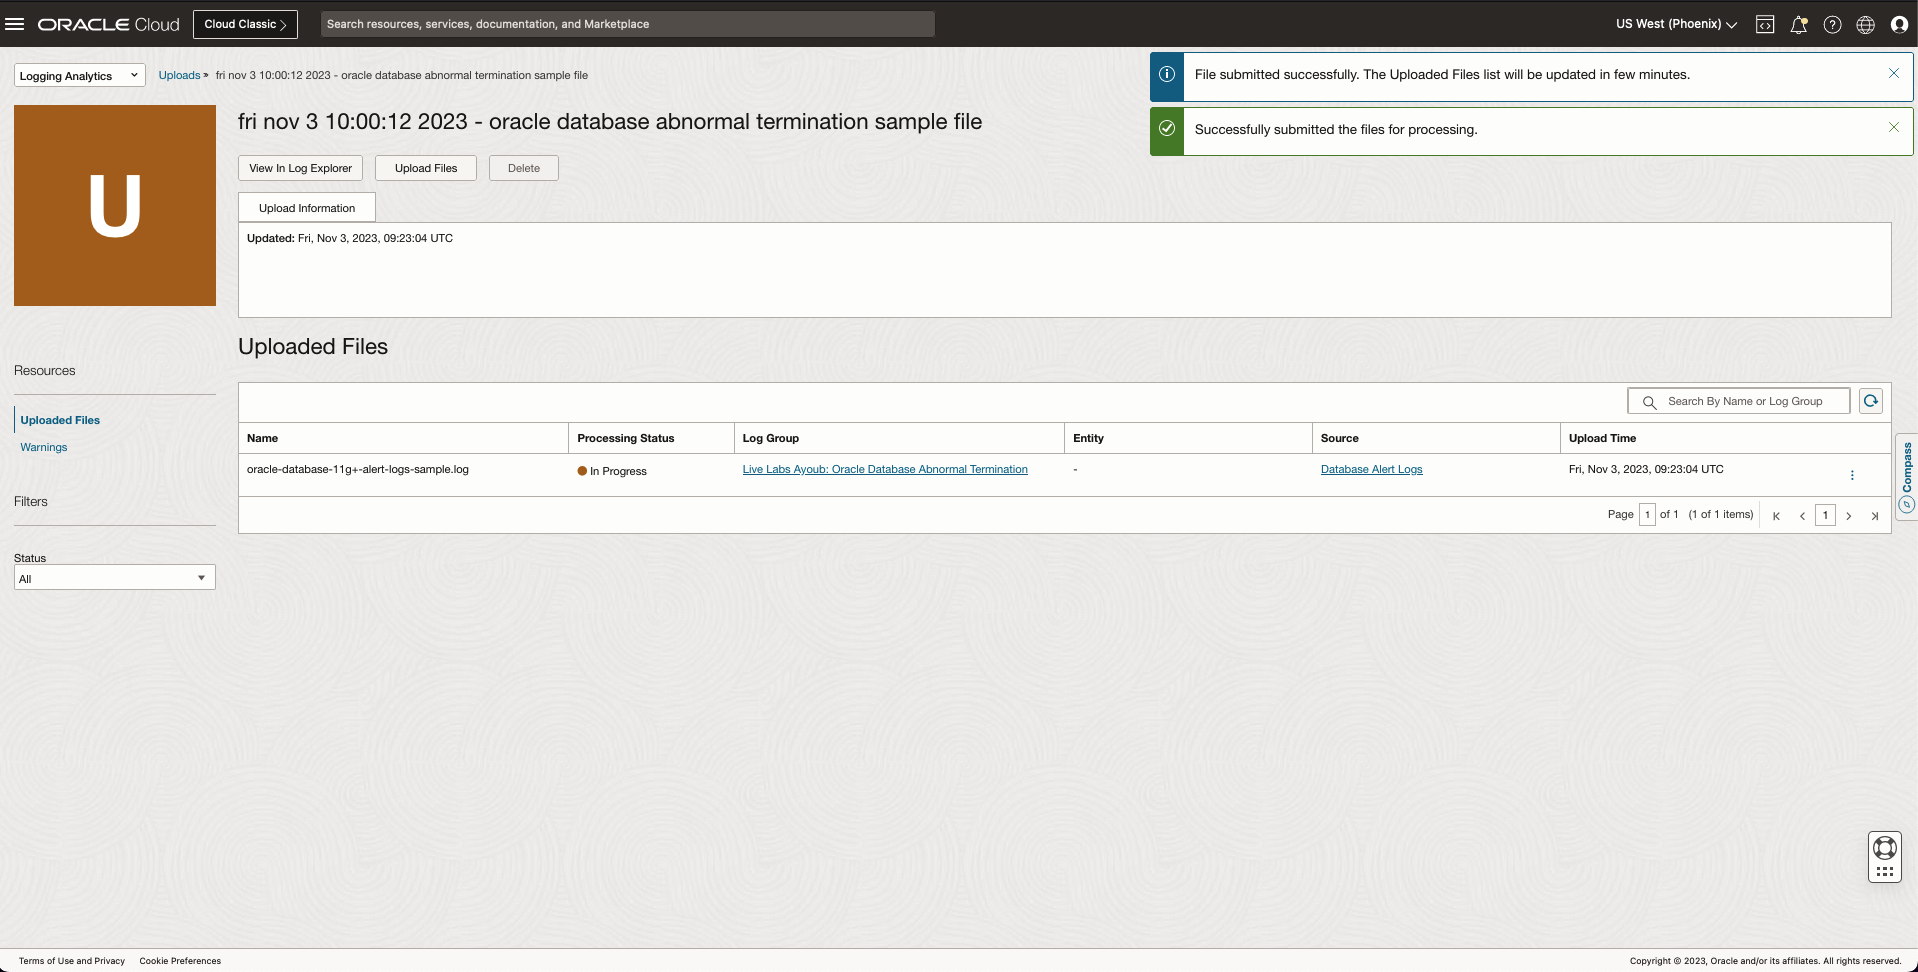 ORACLE Cloud
Cloud Classic
Search resources, services, documentation, and Marketplace
US West (Phoenix)
Logging Analytics
Uploads » fri nov 3 10:00:12 2023 - oracle database abnormal termination sample file
File submitted successfully. The Uploaded Files list will be updated in few minutes.
Successfully submitted the files for processing.
U
fri nov 3 10:00:12 2023 - oracle database abnormal termination sample file
View In Log Explorer
Upload Files
Delete
Upload Information
Updated: Fri, Nov 3, 2023, 09:23:04 UTC
Resources
Uploaded Files
Warnings
Filters
Status
All
Uploaded Files
Search By Name or Log Group
Name Processing Status Log Group Entity Source Upload Time
oracle-database-11g+-alert-logs-sample.log In Progress Live Labs Ayoub: Oracle Database Abnormal Termination - Database Alert Logs Fri, Nov 3, 2023, 09:23:04 UTC
Page 1 of 1 (1 of 1 items) 1
Compass
Terms of Use and Privacy Cookie Preferences
Copyright © 2023, Oracle and/or its affiliates. All rights reserved.